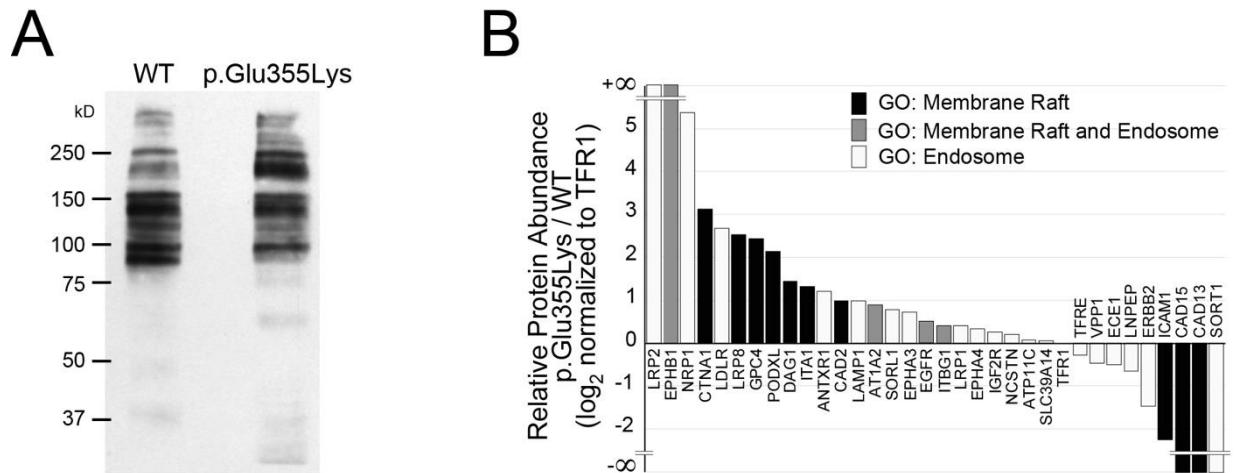 A
WT p.Glu355Lys
kD
250
150
100
75
50
37
B
Relative Protein Abundance
p.Glu355Lys / WT
(log2 normalized to TFR1)
+∞
5
4
3
2
1
0
-1
-2
-∞
GO: Membrane Raft
GO: Membrane Raft and Endosome
GO: Endosome
LRP2
EPHB1
NRP1
CTNA1
LDLR
LRP8
GPC4
PODXL
DAG1
ITA1
ANTXR1
CAD2
LAMP1
AT1A2
SORL1
EPHA3
EGFR
ITBG1
LRP1
EPHA4
IGF2R
NCSTN
ATP11C
SLC39A14
TFR1
TFRE
VPP1
ECE1
LNPEP
ERBB2
ICAM1
CAD15
CAD13
SORT1